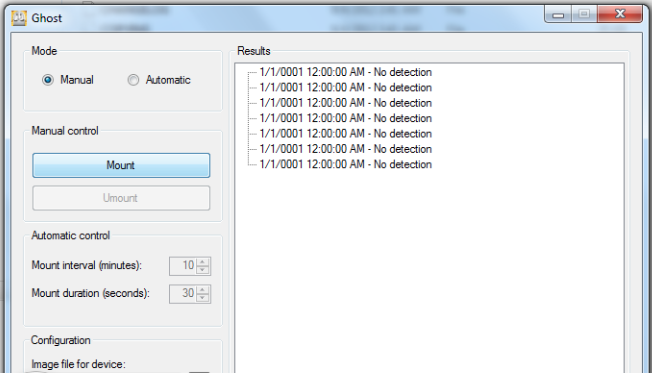 Ghost
Mode
Manual
Automatic
Manual control
Mount
Umount
Automatic control
Mount interval (minutes):
10
Mount duration (seconds):
30
Configuration
Image file for device:
Results
1/1/0001 12:00:00 AM - No detection
1/1/0001 12:00:00 AM - No detection
1/1/0001 12:00:00 AM - No detection
1/1/0001 12:00:00 AM - No detection
1/1/0001 12:00:00 AM - No detection
1/1/0001 12:00:00 AM - No detection
1/1/0001 12:00:00 AM - No detection